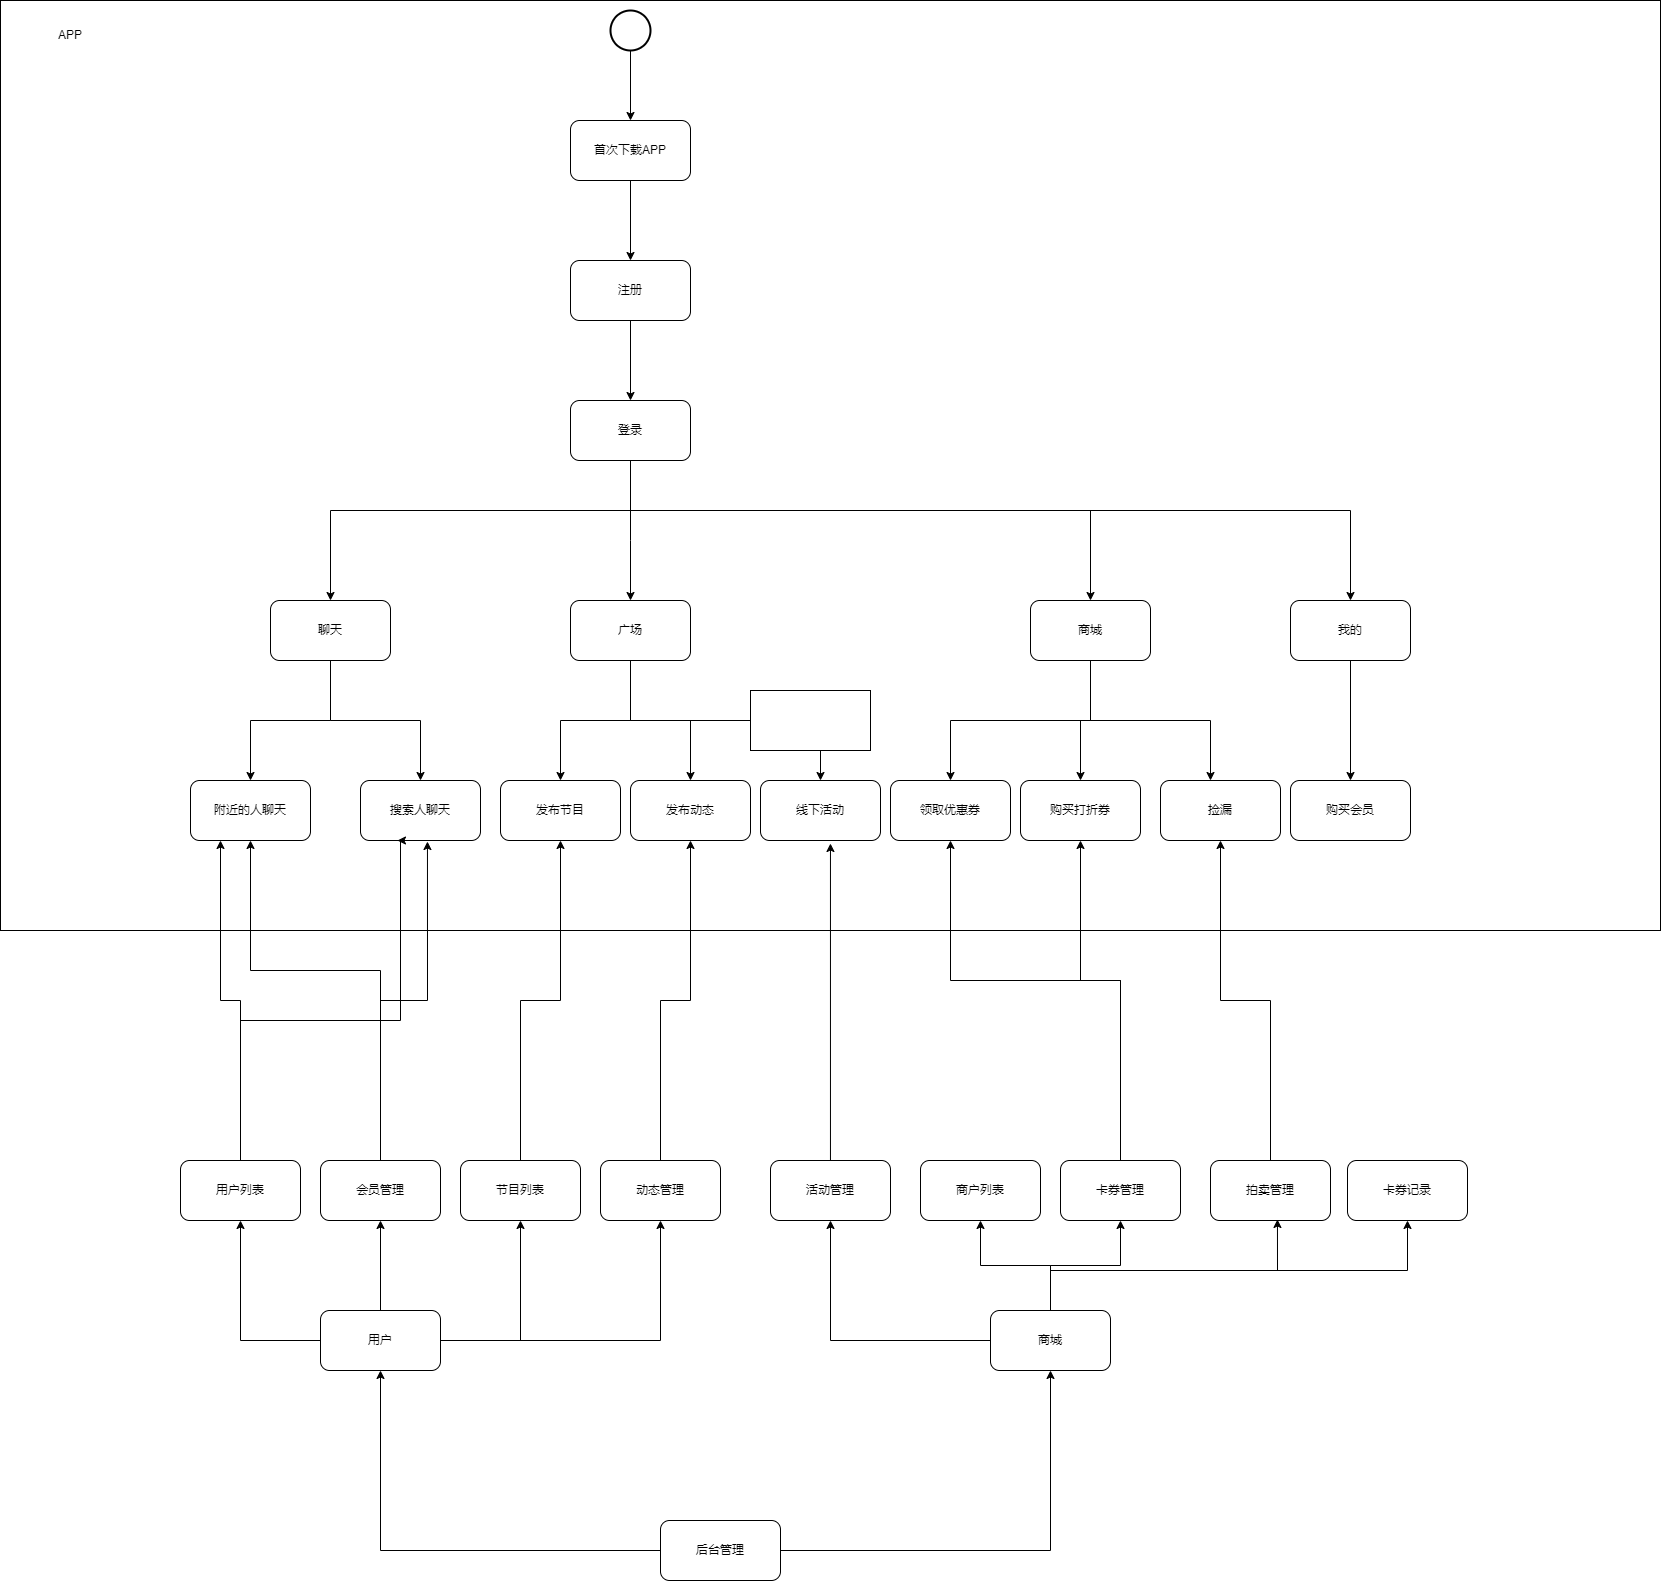 APP
首次下载APP
注册
登录
聊天
广场
商城
我的
附近的人聊天
搜索人聊天
发布节目
发布动态
线下活动
领取优惠券
购买打折券
捡漏
购买会员
用户列表
会员管理
节目列表
动态管理
活动管理
商户列表
卡券管理
拍卖管理
卡券记录
用户
商城
后台管理